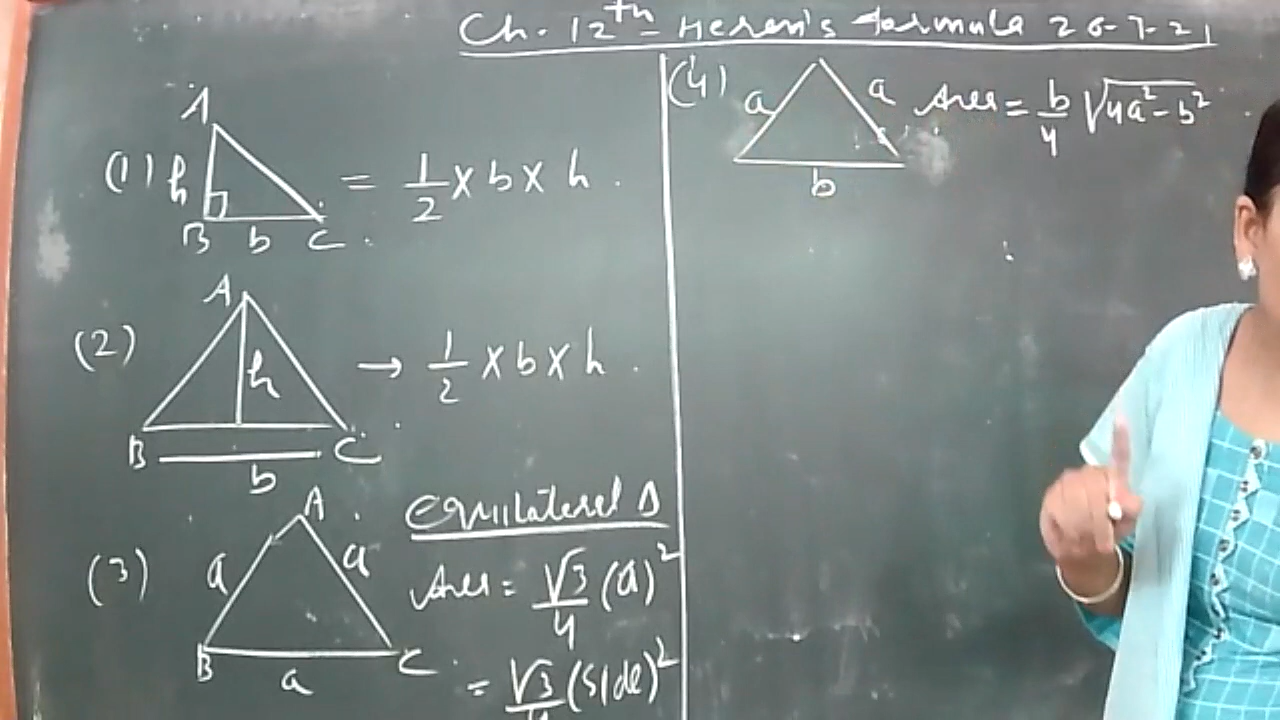 Ch. 12th - Heron's formula 26-7-21
A
(1) h = 1/2 × b × h .
B b C .
A
(2) h → 1/2 × b × h .
B C .
b
A . equilateral Δ
(3) a a Area = √3/4 (a)²
B a C . = √3/4 (side)²
(4) a a Area = b/4 √4a² - b²
b